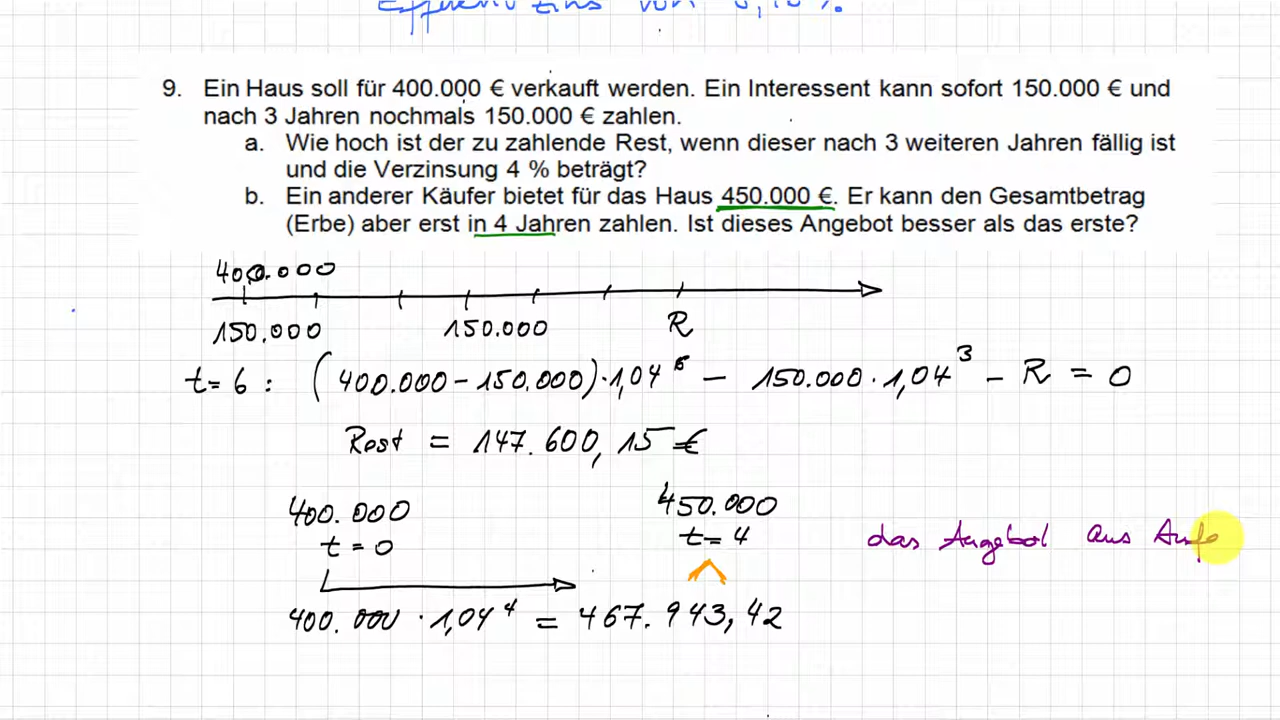 Effektivzins von
9. Ein Haus soll für 400.000 € verkauft werden. Ein Interessent kann sofort 150.000 € und
nach 3 Jahren nochmals 150.000 € zahlen.
a. Wie hoch ist der zu zahlende Rest, wenn dieser nach 3 weiteren Jahren fällig ist
und die Verzinsung 4 % beträgt?
b. Ein anderer Käufer bietet für das Haus 450.000 €. Er kann den Gesamtbetrag
(Erbe) aber erst in 4 Jahren zahlen. Ist dieses Angebot besser als das erste?
400.000
150.000 150.000 R
t = 6 : (400.000 - 150.000) · 1,04⁶ - 150.000 · 1,04³ - R = 0
Rest = 147.600,15 €
400.000 450.000
t = 0 t = 4 das Angebot aus Aufg
400.000 · 1,04⁴ = 467.943,42